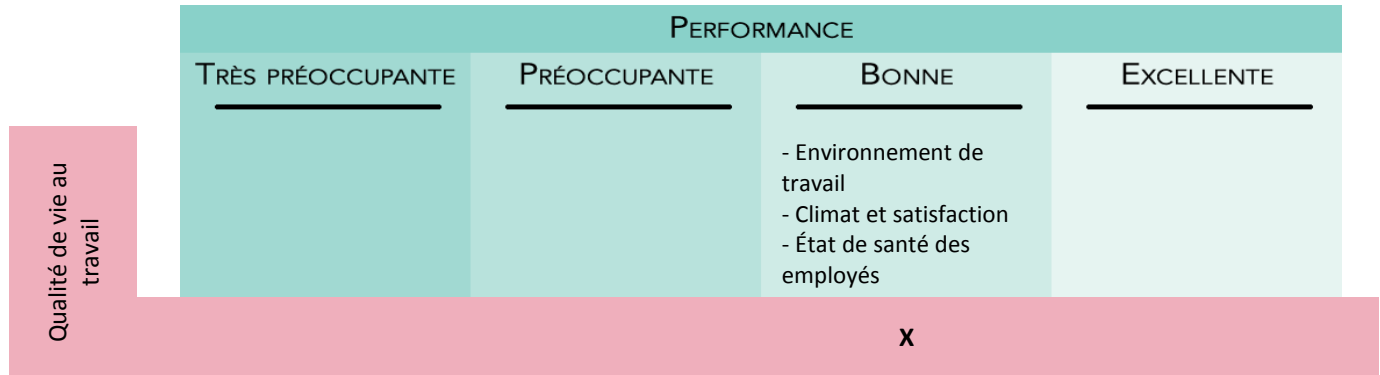 PERFORMANCE
TRÈS PRÉOCCUPANTE
PRÉOCCUPANTE
BONNE
EXCELLENTE
Qualité de vie au
travail
- Environnement de
travail
- Climat et satisfaction
- État de santé des
employés
X